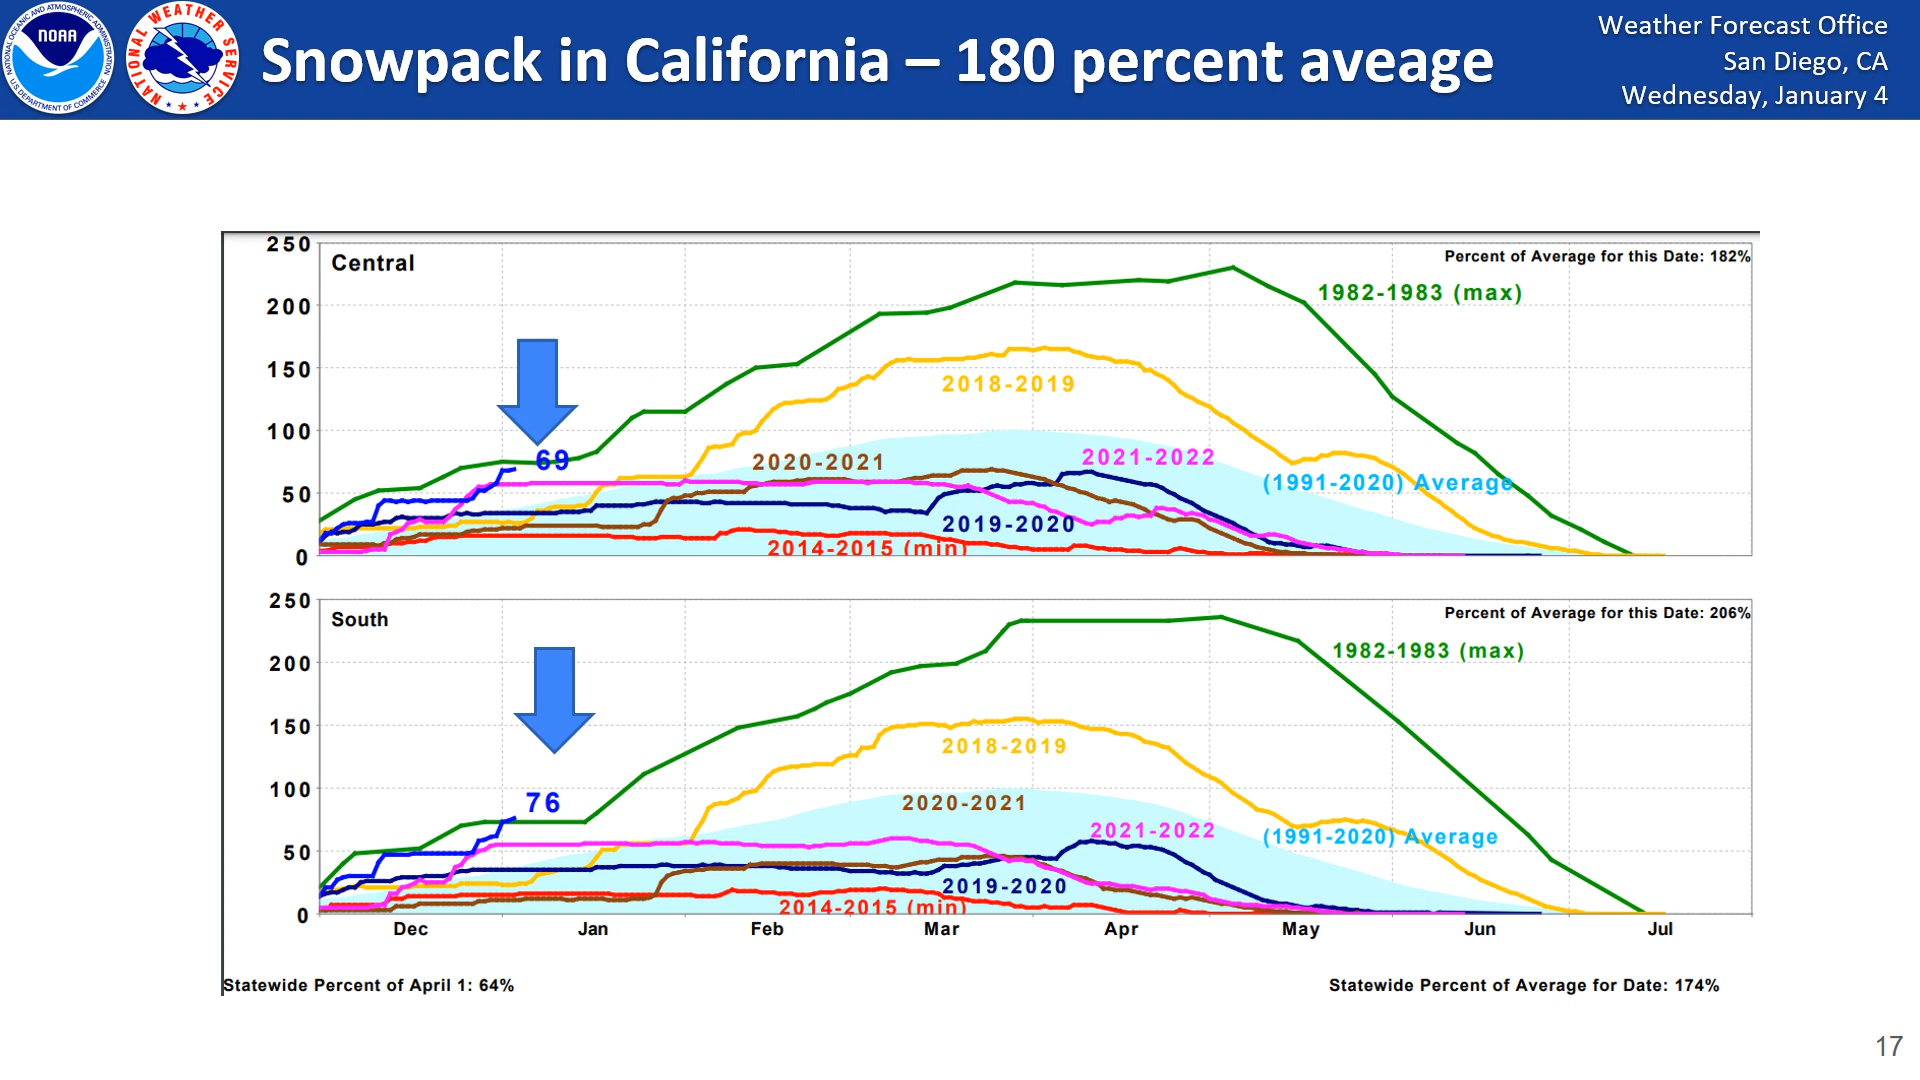 NATIONAL OCEANIC AND ATMOSPHERIC ADMINISTRATION
NOAA
U.S. DEPARTMENT OF COMMERCE
NATIONAL WEATHER SERVICE
Snowpack in California – 180 percent aveage
Weather Forecast Office
San Diego, CA
Wednesday, January 4
250
Central
Percent of Average for this Date: 182%
1982-1983 (max)
200
150
2018-2019
100
69
2020-2021
2021-2022
(1991-2020) Average
50
2019-2020
2014-2015 (min)
0
250
South
Percent of Average for this Date: 206%
1982-1983 (max)
200
150
2018-2019
100
76
2020-2021
2021-2022
(1991-2020) Average
50
2019-2020
2014-2015 (min)
0
Dec Jan Feb Mar Apr May Jun Jul
Statewide Percent of April 1: 64%
Statewide Percent of Average for Date: 174%
17